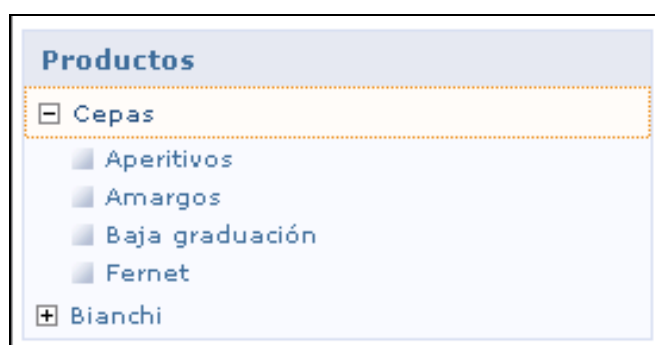 Productos
Cepas
Aperitivos
Amargos
Baja graduación
Fernet
Bianchi